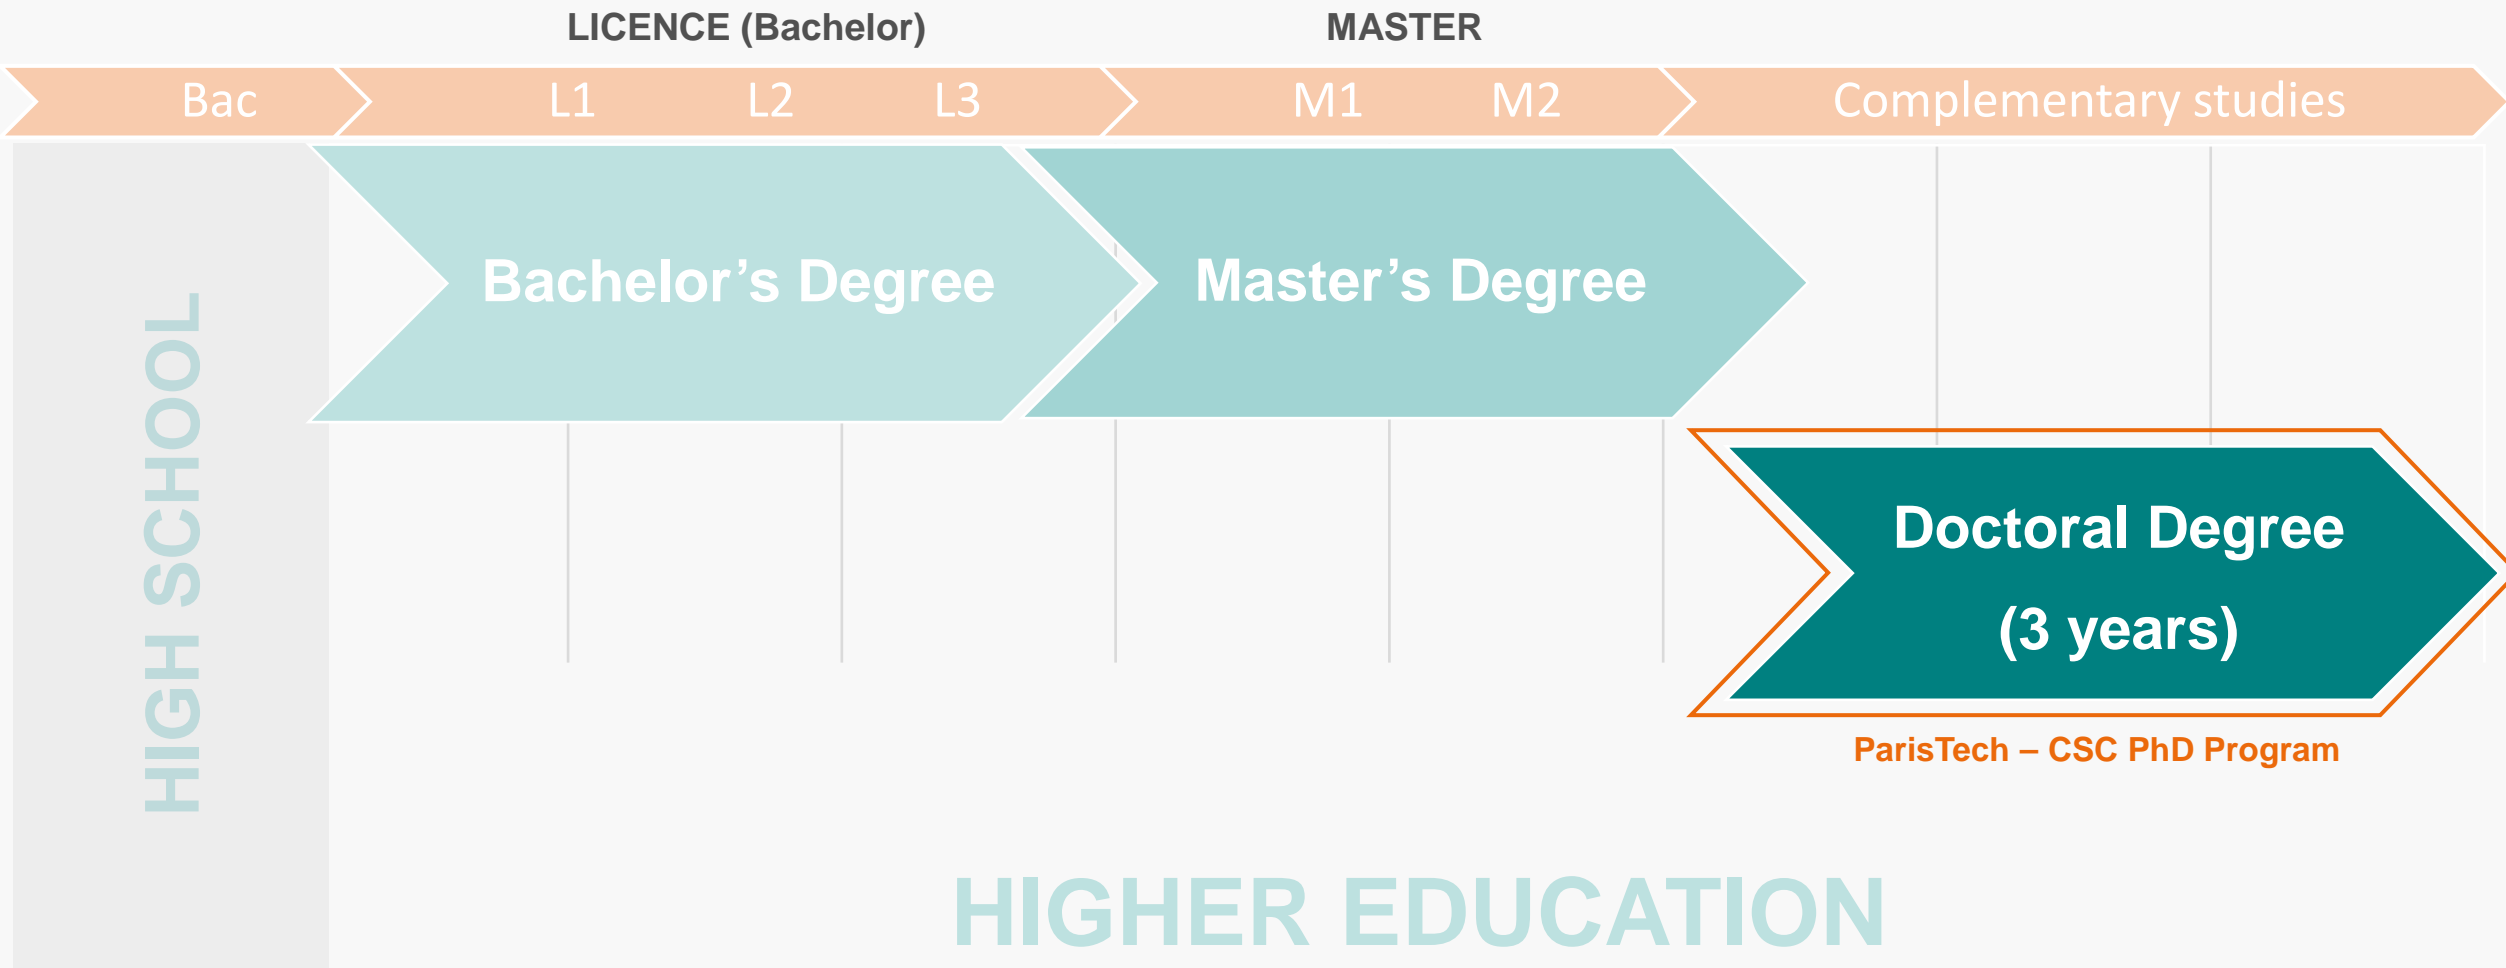 LICENCE (Bachelor)
MASTER
Bac
L1
L2
L3
M1
M2
Complementary studies
Bachelor’s Degree
Master’s Degree
HIGH SCHOOL
Doctoral Degree
(3 years)
ParisTech – CSC PhD Program
HIGHER EDUCATION